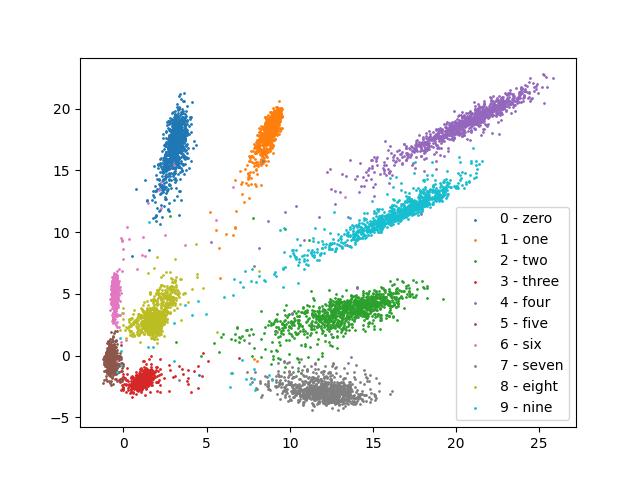 20
15
10
5
0
−5
0
5
10
15
20
25
0 - zero
1 - one
2 - two
3 - three
4 - four
5 - five
6 - six
7 - seven
8 - eight
9 - nine